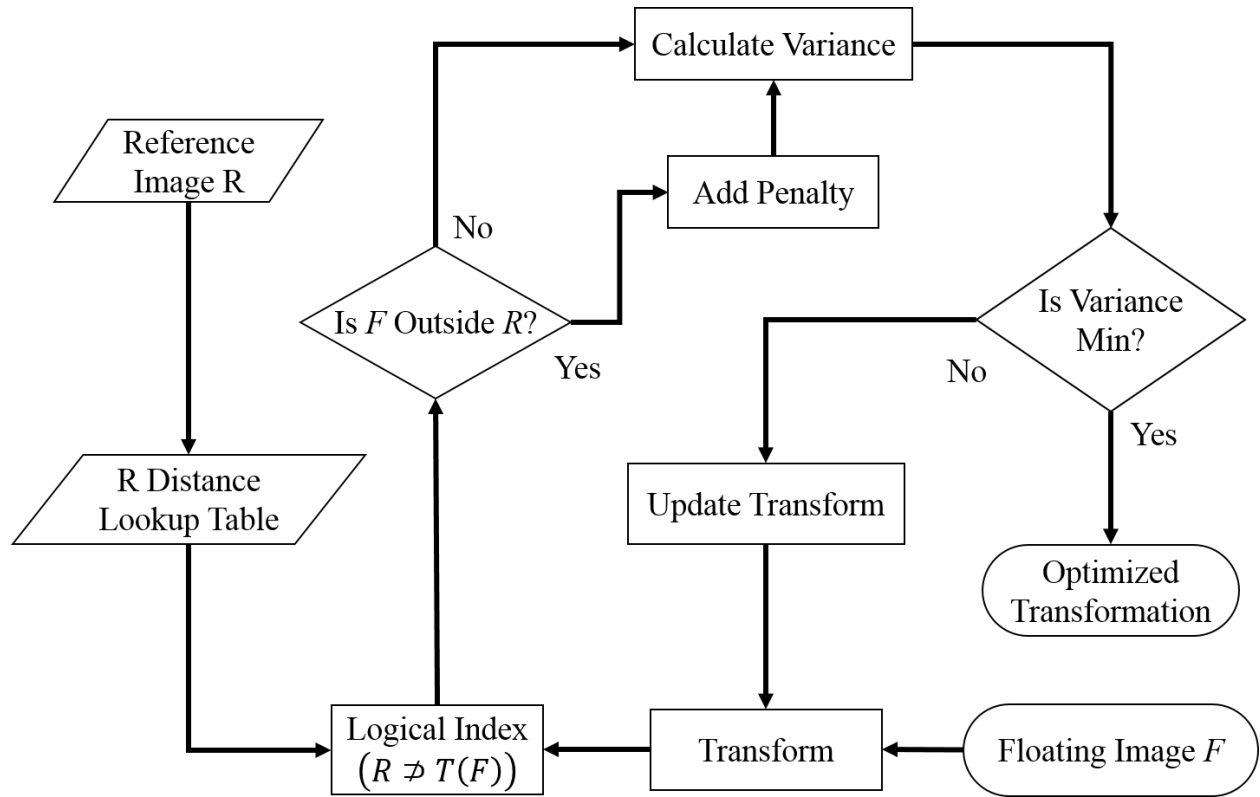 Calculate Variance
Reference
Image R
Add Penalty
No
Is F Outside R?
Yes
Is Variance
Min?
No
Yes
R Distance
Lookup Table
Update Transform
Optimized
Transformation
Logical Index
(R ⊅ T(F))
Transform
Floating Image F